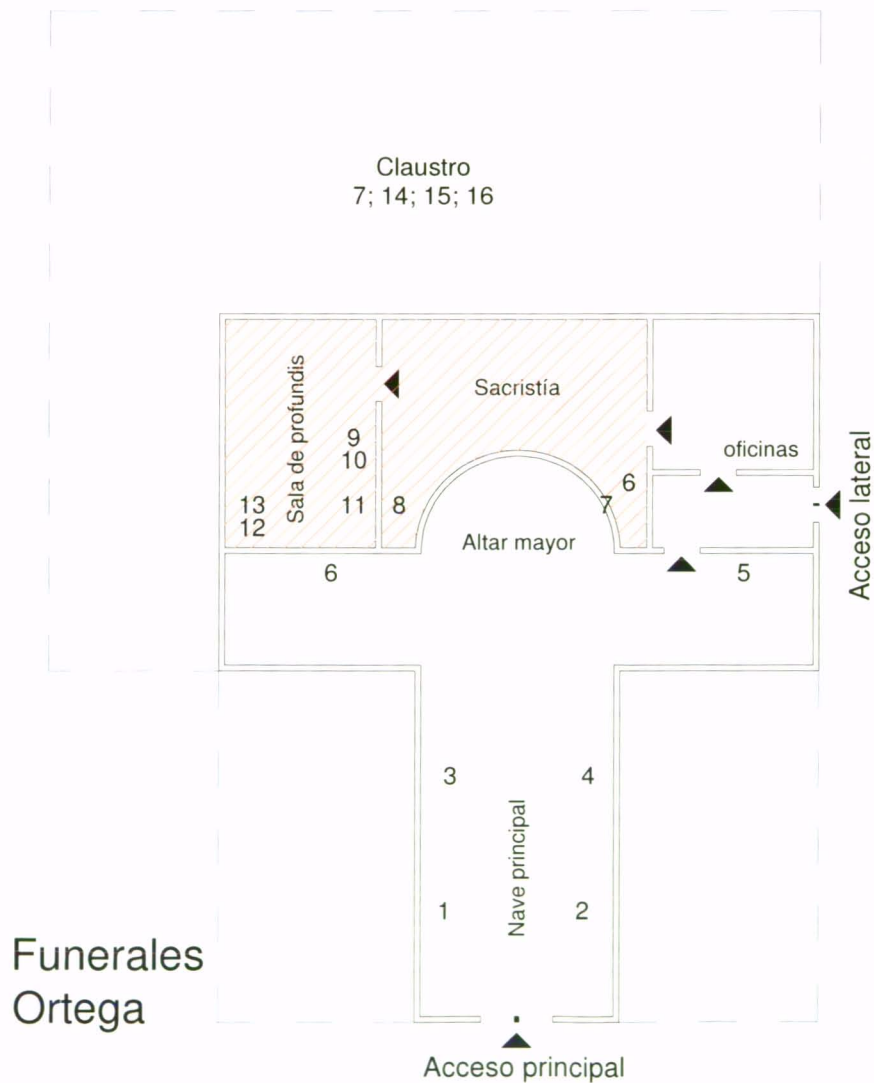 Claustro
7; 14; 15; 16
Sala de profundis
Sacristía
oficinas
9
10
13
11
8
6
7
12
Altar mayor
Acceso lateral
6
5
3
4
Nave principal
1
2
Funerales
Ortega
Acceso principal